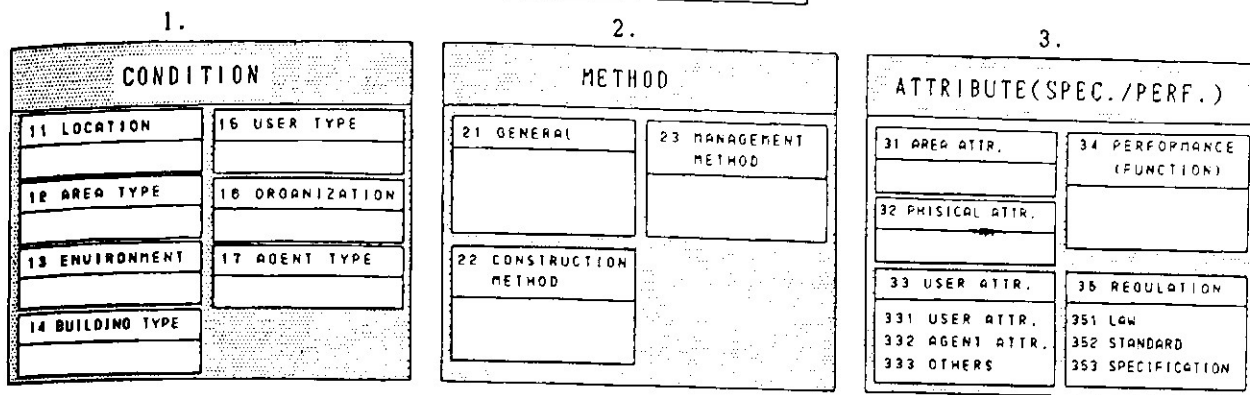 1.
CONDITION
11 LOCATION
12 AREA TYPE
13 ENVIRONMENT
14 BUILDING TYPE
15 USER TYPE
16 ORGANIZATION
17 AGENT TYPE
2.
METHOD
21 GENERAL
22 CONSTRUCTION
METHOD
23 MANAGEMENT
METHOD
3.
ATTRIBUTE(SPEC./PERF.)
31 AREA ATTR.
32 PHISICAL ATTR.
33 USER ATTR.
331 USER ATTR.
332 AGENT ATTR.
333 OTHERS
34 PERFORMANCE
(FUNCTION)
35 REGULATION
351 LAW
352 STANDARD
353 SPECIFICATION